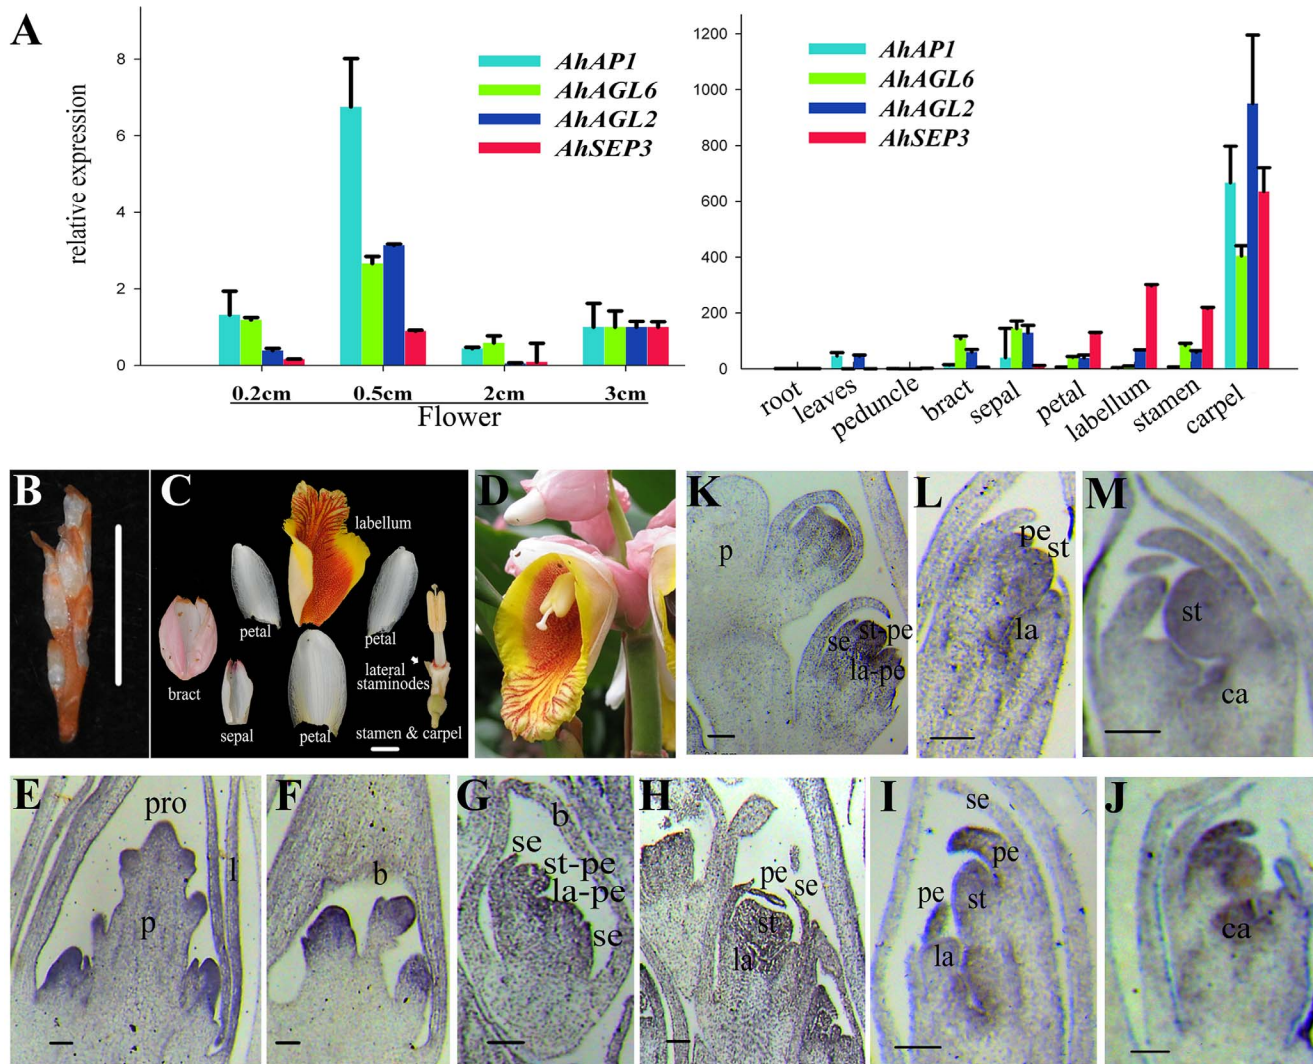 A
relative expression
8
6
4
2
0
AhAP1
AhAGL6
AhAGL2
AhSEP3
0.2cm 0.5cm 2cm 3cm
Flower
1200
1000
800
600
400
200
0
AhAP1
AhAGL6
AhAGL2
AhSEP3
root leaves peduncle bract sepal petal labellum stamen carpel
B
C
labellum
petal
petal
bract
lateral
staminodes
sepal
petal
stamen & carpel
D
K
p
se
st-pe
la-pe
L
pe
st
la
M
st
ca
E
pro
l
p
F
b
G
b
se
st-pe
la-pe
se
H
pe
se
st
la
I
se
pe
pe
st
la
J
ca